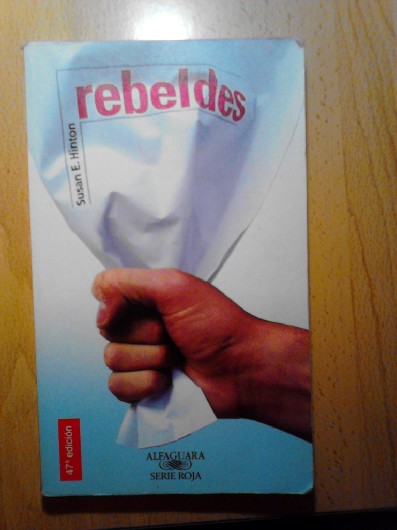 rebeldes
Susan E. Hinton
47ª edición
ALFAGUARA
SERIE ROJA